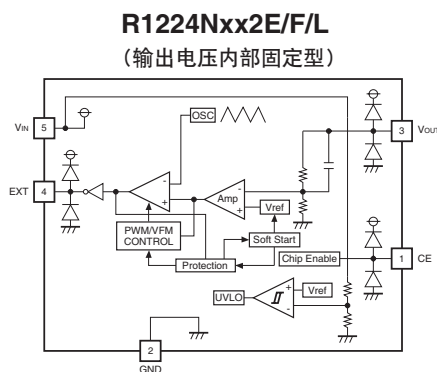 R1224Nxx2E/F/L
（输出电压内部固定型）
VIN 5
OSC
3 VOUT
EXT 4
- +
Amp
- +
Vref
PWM/VFM
CONTROL
Soft Start
Protection
Chip Enable
1 CE
UVLO
+ -
Vref
2
GND